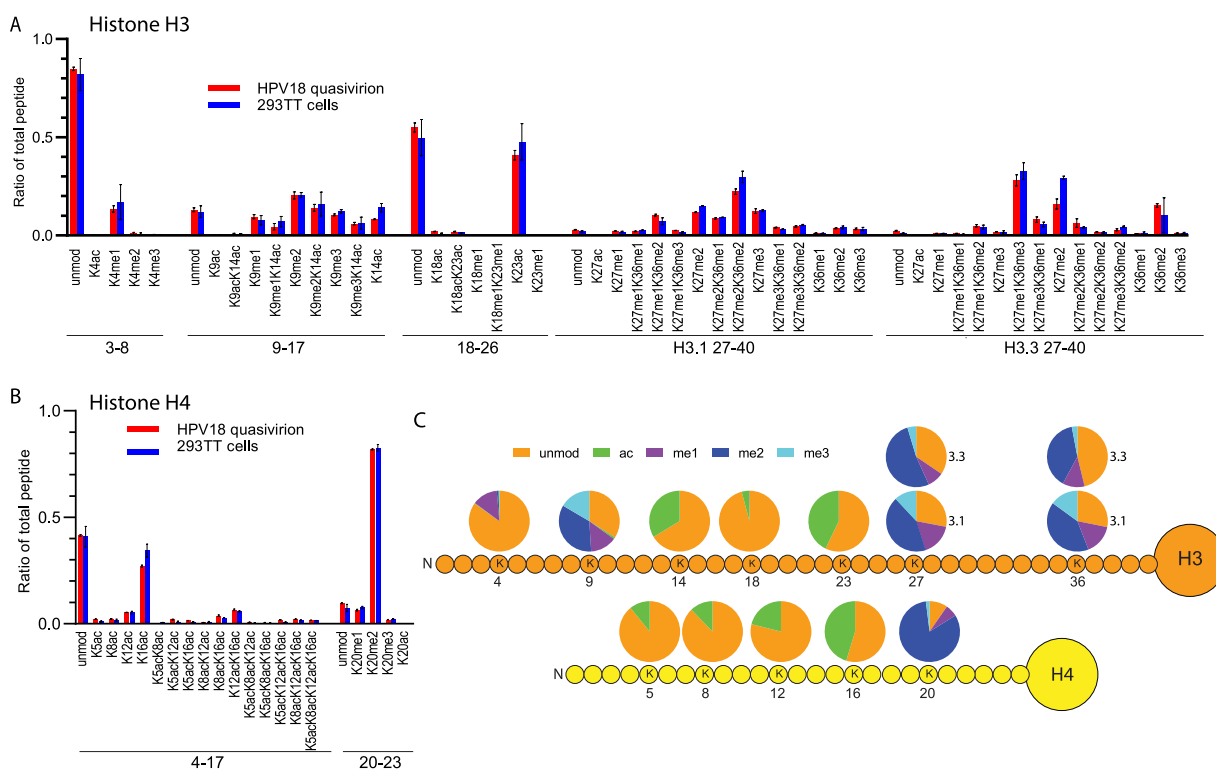 A
Histone H3
1.0
0.5
0.0
Ratio of total peptide
HPV18 quasivirion
293TT cells
unmod
K4ac
K4me1
K4me2
K4me3
3-8
unmod
K9ac
K9acK14ac
K9me1
K9me1K14ac
K9me2
K9me2K14ac
K9me3
K9me3K14ac
K14ac
9-17
unmod
K18ac
K18acK23ac
K18me1
K18me1K23me1
K23ac
K23me1
18-26
unmod
K27ac
K27me1
K27me1K36me1
K27me1K36me2
K27me1K36me3
K27me2
K27me2K36me1
K27me2K36me2
K27me3
K27me3K36me1
K27me3K36me2
K36me1
K36me2
K36me3
H3.1 27-40
unmod
K27ac
K27me1
K27me1K36me1
K27me1K36me2
K27me3
K27me1K36me3
K27me3K36me1
K27me2
K27me2K36me1
K27me2K36me2
K27me3K36me2
K36me1
K36me2
K36me3
H3.3 27-40
B
Histone H4
1.0
0.5
0.0
Ratio of total peptide
HPV18 quasivirion
293TT cells
unmod
K5ac
K8ac
K12ac
K16ac
K5acK8ac
K5acK12ac
K5acK16ac
K8acK12ac
K8acK16ac
K12acK16ac
K5acK8acK12ac
K5acK8acK16ac
K5acK12acK16ac
K8acK12acK16ac
K5acK8acK12acK16ac
4-17
unmod
K20me1
K20me2
K20me3
K20ac
20-23
C
unmod ac me1 me2 me3
3.3 3.3
3.1 3.1
N K K K K K K K H3
4 9 14 18 23 27 36
N K K K K K H4
5 8 12 16 20